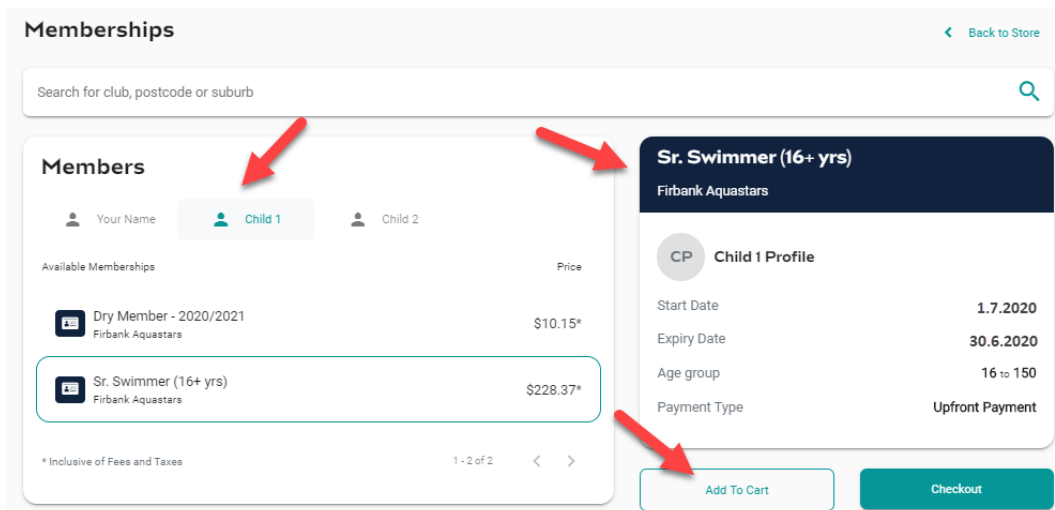 Memberships
Back to Store
Search for club, postcode or suburb
Members
Your Name
Child 1
Child 2
Available Memberships
Price
Dry Member - 2020/2021
Firbank Aquastars
$10.15*
Sr. Swimmer (16+ yrs)
Firbank Aquastars
$228.37*
* Inclusive of Fees and Taxes
1 - 2 of 2
Sr. Swimmer (16+ yrs)
Firbank Aquastars
CP
Child 1 Profile
Start Date
1.7.2020
Expiry Date
30.6.2020
Age group
16 to 150
Payment Type
Upfront Payment
Add To Cart
Checkout